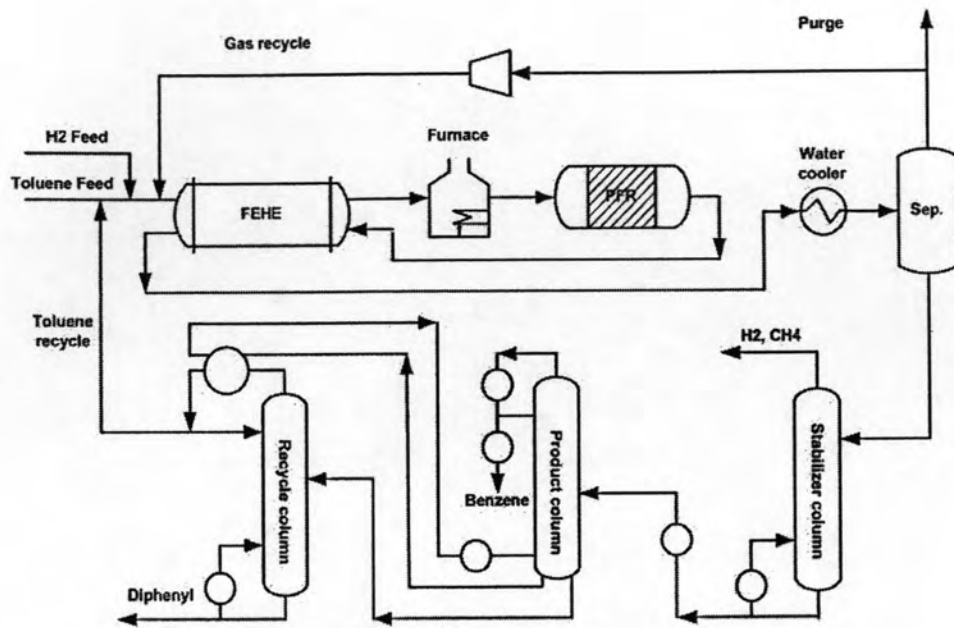 Gas recycle
Purge
H2 Feed
Toluene Feed
Furnace
Water
cooler
FEHE
PFR
Sep.
Toluene
recycle
H2, CH4
Recycle column
Product column
Stabilizer column
Benzene
Diphenyl